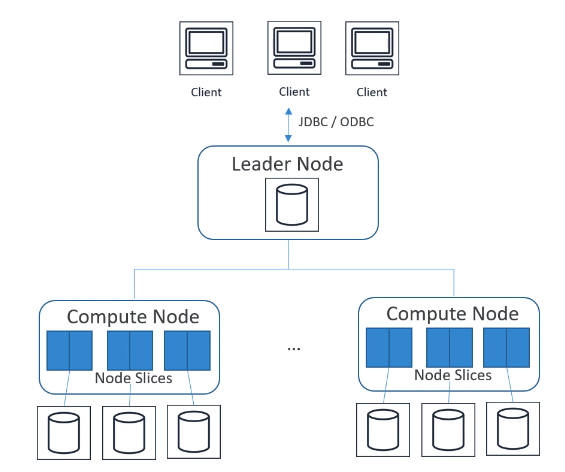 Client
Client
Client
JDBC / ODBC
Leader Node
Compute Node
Node Slices
...
Compute Node
Node Slices